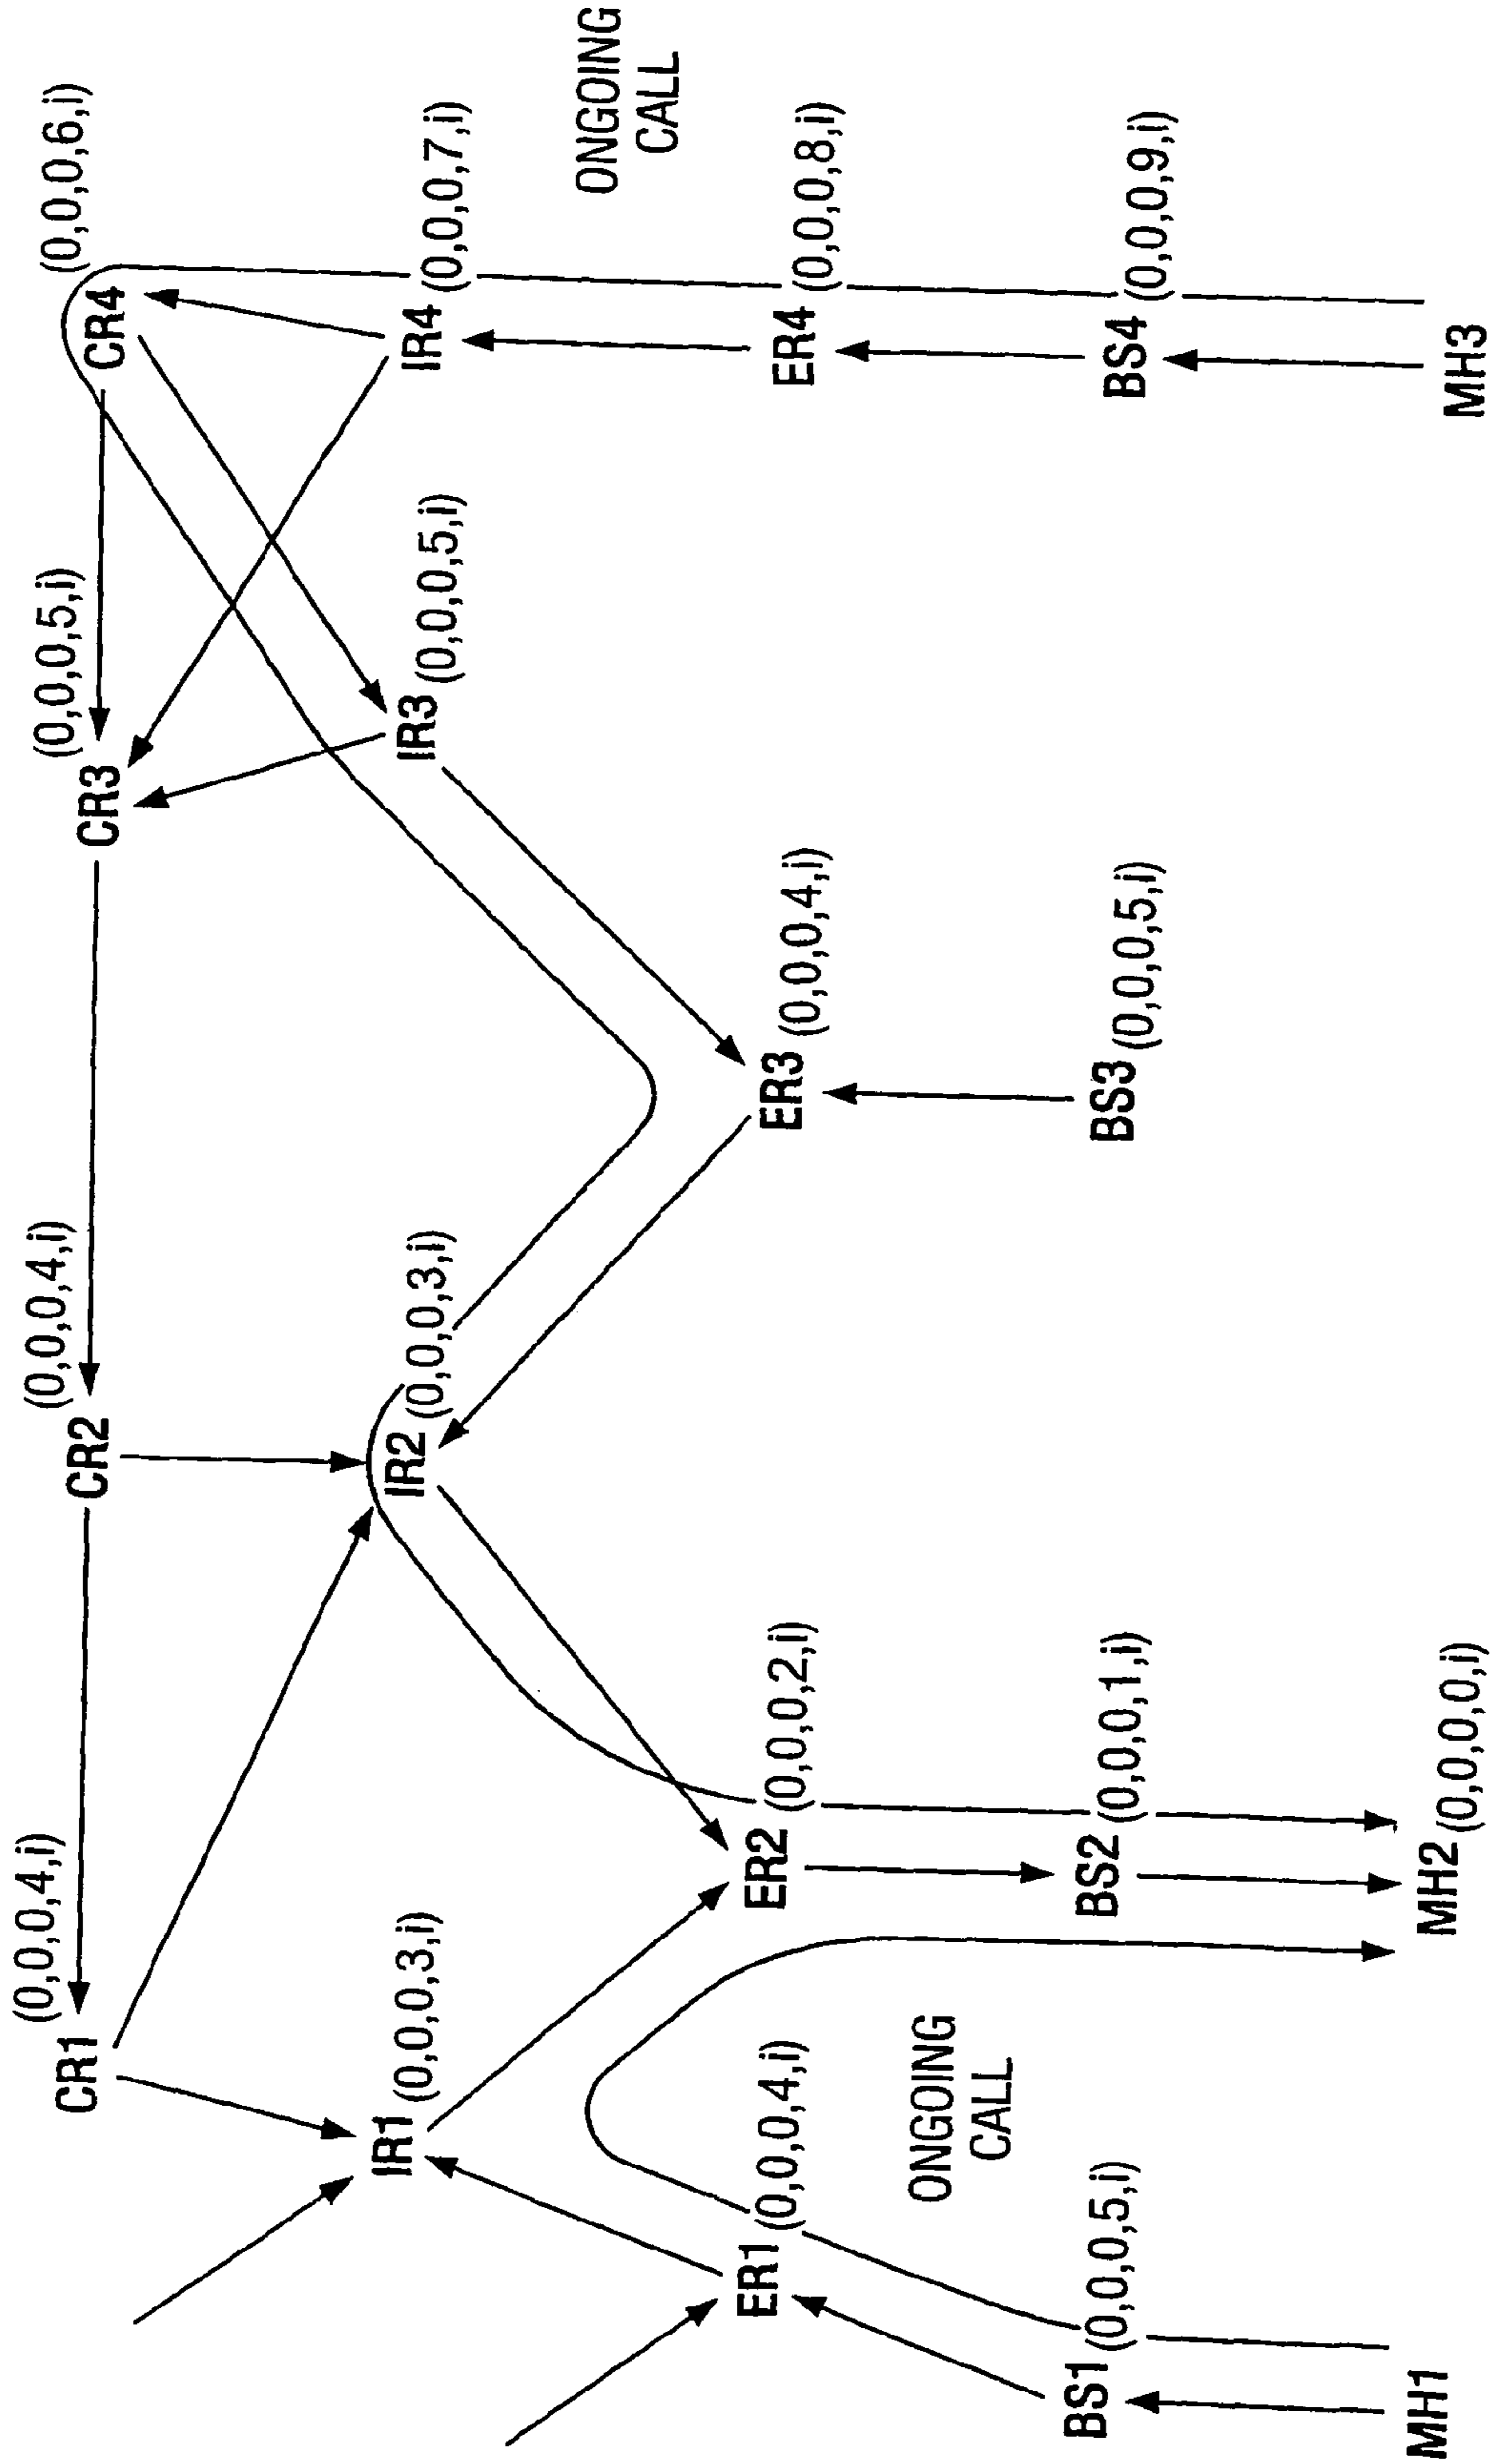 CR1 (0,0,0,4,i)
CR2 (0,0,0,4,i)
CR3 (0,0,0,5,i)
CR4 (0,0,0,6,i)
IR1 (0,0,0,3,i)
IR2 (0,0,0,3,i)
IR3 (0,0,0,5,i)
IR4 (0,0,0,7,i)
ONGOING
CALL
ER1 (0,0,0,4,i)
ER2 (0,0,0,2,i)
ER3 (0,0,0,4,i)
ER4 (0,0,0,8,i)
ONGOING
CALL
BS1 (0,0,0,5,i)
BS2 (0,0,0,1,i)
BS3 (0,0,0,5,i)
BS4 (0,0,0,9,i)
MH1
MH2 (0,0,0,0,i)
MH3